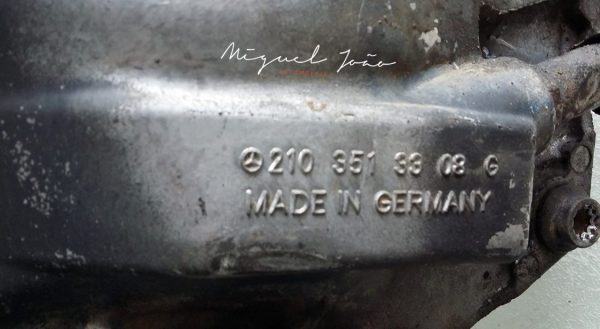 Miguel João
210 351 33 08 G
MADE IN GERMANY